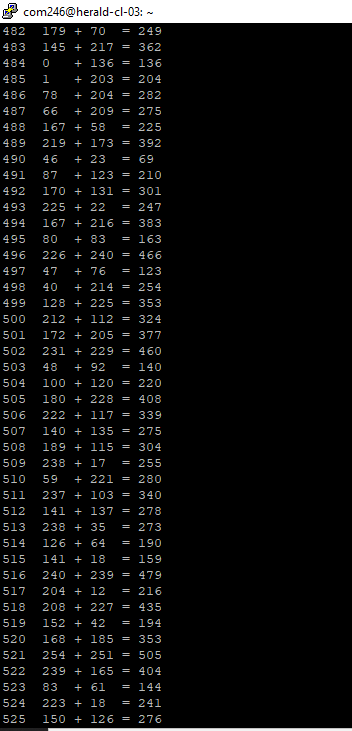 com246@herald-cl-03: ~
482 179 + 70 = 249
483 145 + 217 = 362
484 0 + 136 = 136
485 1 + 203 = 204
486 78 + 204 = 282
487 66 + 209 = 275
488 167 + 58 = 225
489 219 + 173 = 392
490 46 + 23 = 69
491 87 + 123 = 210
492 170 + 131 = 301
493 225 + 22 = 247
494 167 + 216 = 383
495 80 + 83 = 163
496 226 + 240 = 466
497 47 + 76 = 123
498 40 + 214 = 254
499 128 + 225 = 353
500 212 + 112 = 324
501 172 + 205 = 377
502 231 + 229 = 460
503 48 + 92 = 140
504 100 + 120 = 220
505 180 + 228 = 408
506 222 + 117 = 339
507 140 + 135 = 275
508 189 + 115 = 304
509 238 + 17 = 255
510 59 + 221 = 280
511 237 + 103 = 340
512 141 + 137 = 278
513 238 + 35 = 273
514 126 + 64 = 190
515 141 + 18 = 159
516 240 + 239 = 479
517 204 + 12 = 216
518 208 + 227 = 435
519 152 + 42 = 194
520 168 + 185 = 353
521 254 + 251 = 505
522 239 + 165 = 404
523 83 + 61 = 144
524 223 + 18 = 241
525 150 + 126 = 276